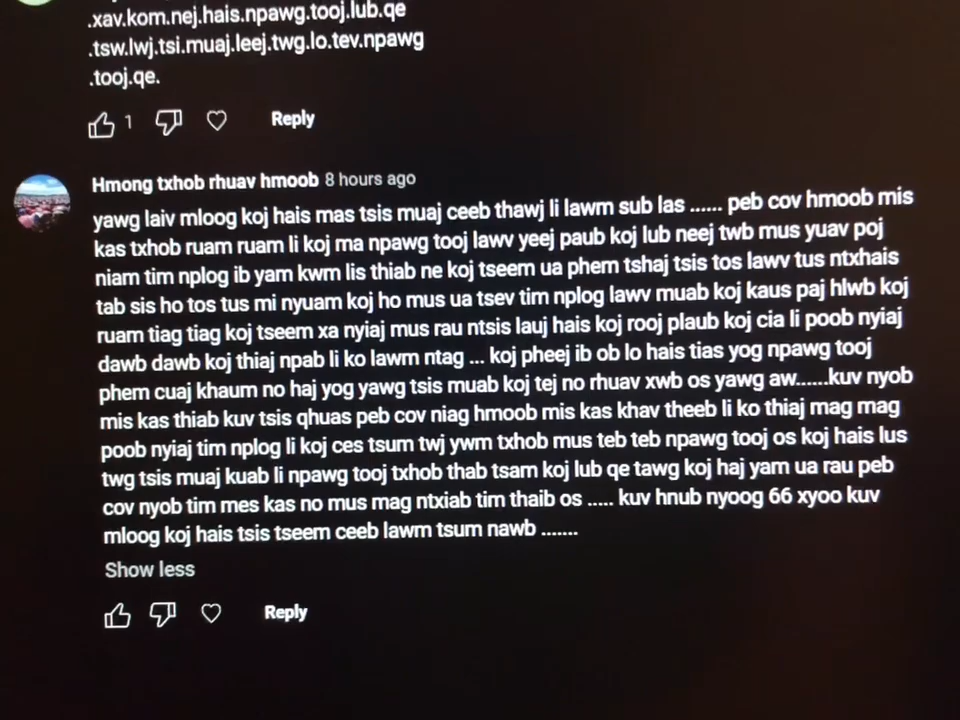 .xav.kom.nej.hais.npawg.tooj.lub.qe
.tsw.lwj.tsi.muaj.leej.twg.lo.tev.npawg
.tooj.qe.
1 Reply
Hmong txhob rhuav hmoob 8 hours ago
yawg laiv mloog koj hais mas tsis muaj ceeb thawj li lawm sub las ...... peb cov hmoob mis
kas txhob ruam ruam li koj ma npawg tooj lawv yeej paub koj lub neej twb mus yuav poj
niam tim nplog ib yam kwm lis thiab ne koj tseem ua phem tshaj tsis tos lawv tus ntxhais
tab sis ho tos tus mi nyuam koj ho mus ua tsev tim nplog lawv muab koj kaus paj hlwb koj
ruam tiag tiag koj tseem xa nyiaj mus rau ntsis lauj hais koj rooj plaub koj cia li poob nyiaj
dawb dawb koj thiaj npab li ko lawm ntag ... koj pheej ib ob lo hais tias yog npawg tooj
phem cuaj khaum no haj yog yawg tsis muab koj tej no rhuav xwb os yawg aw......kuv nyob
mis kas thiab kuv tsis qhuas peb cov niag hmoob mis kas khav theeb li ko thiaj mag mag
poob nyiaj tim nplog li koj ces tsum twj ywm txhob mus teb teb npawg tooj os koj hais lus
twg tsis muaj kuab li npawg tooj txhob thab tsam koj lub qe tawg koj haj yam ua rau peb
cov nyob tim mes kas no mus mag ntxiab tim thaib os ..... kuv hnub nyoog 66 xyoo kuv
mloog koj hais tsis tseem ceeb lawm tsum nawb .......
Show less
Reply